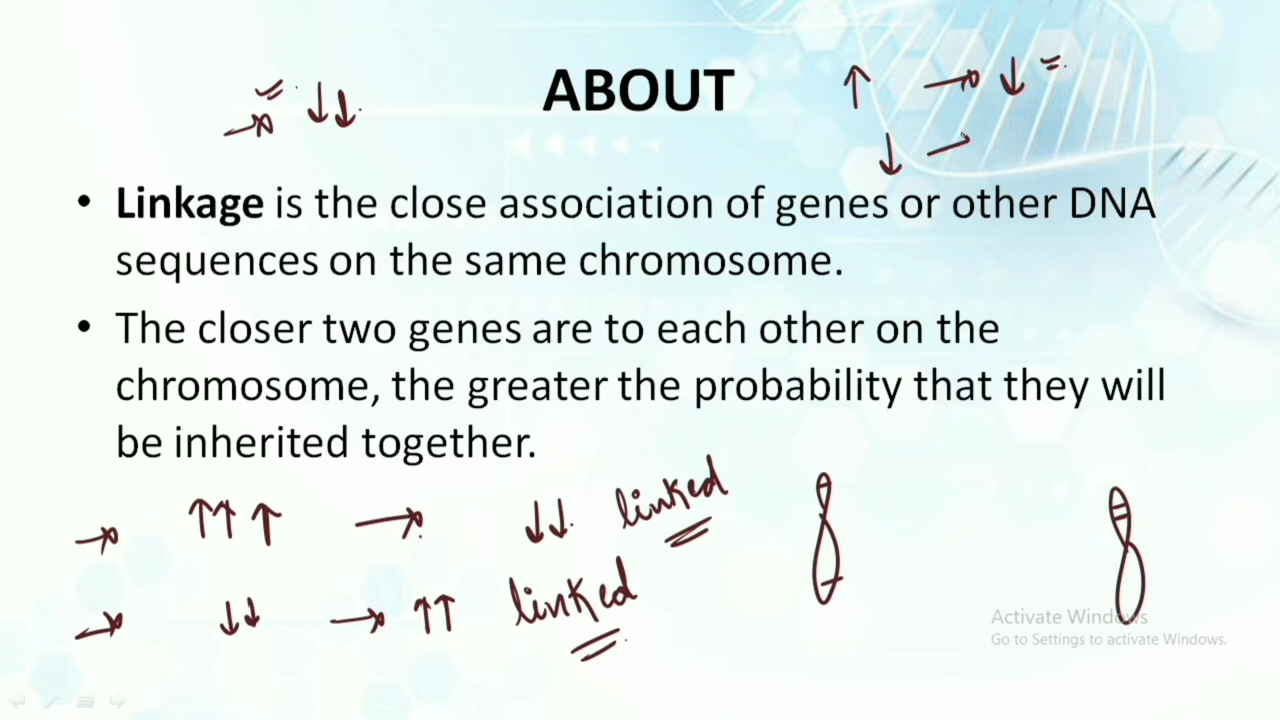 ABOUT
↑ → ↓ =
→ ↓↓
↓ →
• Linkage is the close association of genes or other DNA
sequences on the same chromosome.
• The closer two genes are to each other on the
chromosome, the greater the probability that they will
be inherited together.
→ ↑↑↑ → ↓↓ linked
→ ↓↓ → ↑↑ linked
Activate Windows
Go to Settings to activate Windows.